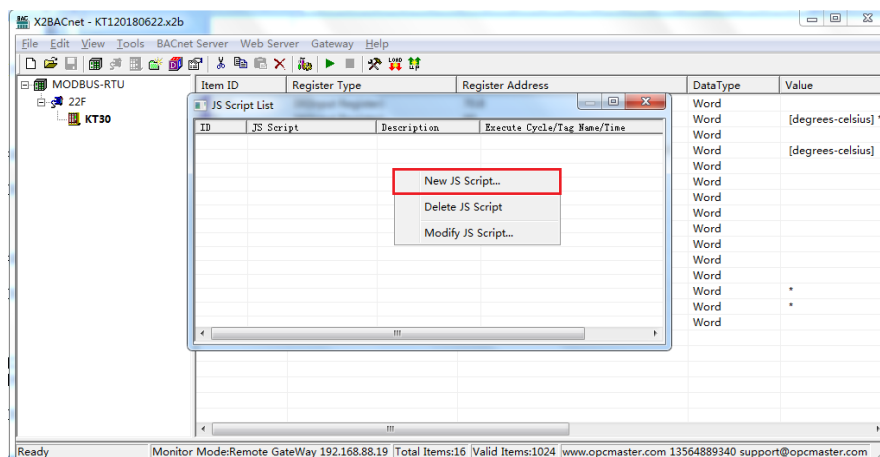 X2BACnet - KT120180622.x2b
File Edit View Tools BACnet Server Web Server Gateway Help
MODBUS-RTU
22F
KT30
Item ID Register Type Register Address DataType Value
JS Script List
ID JS Script Description Execute Cycle/Tag Name/Time
New JS Script...
Delete JS Script
Modify JS Script...
Word
Word [degrees-celsius] *
Word
Word [degrees-celsius]
Word
Word
Word
Word
Word
Word
Word
Word
Word *
Word *
Word
Ready Monitor Mode:Remote GateWay 192.168.88.19 Total Items:16 Valid Items:1024 www.opcmaster.com 13564889340 support@opcmaster.com